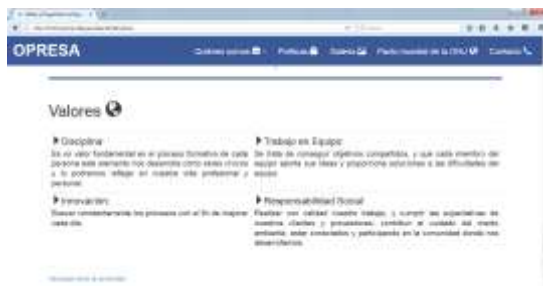 OPRESA
Quiénes somos Políticas Galería Pacto mundial de la ONU Contacto
Valores
Disciplina
Es un valor fundamental en el proceso formativo de cada
persona este elemento nos desarrolla como seres
y lo podremos reflejar en nuestra vida profesional y
personal.
Trabajo en Equipo
Se trata de conseguir objetivos compartidos, y que cada miembro del
equipo aporte sus ideas y proporcione soluciones a las dificultades del
equipo
Innovación
Buscar constantemente los procesos con el fin de mejorar
cada día.
Responsabilidad Social
Realizar con calidad nuestro trabajo, y cumplir las expectativas de
nuestros clientes y proveedores, contribuir al cuidado del medio
ambiente, estar conectados y participando en la comunidad donde nos
desarrollamos.